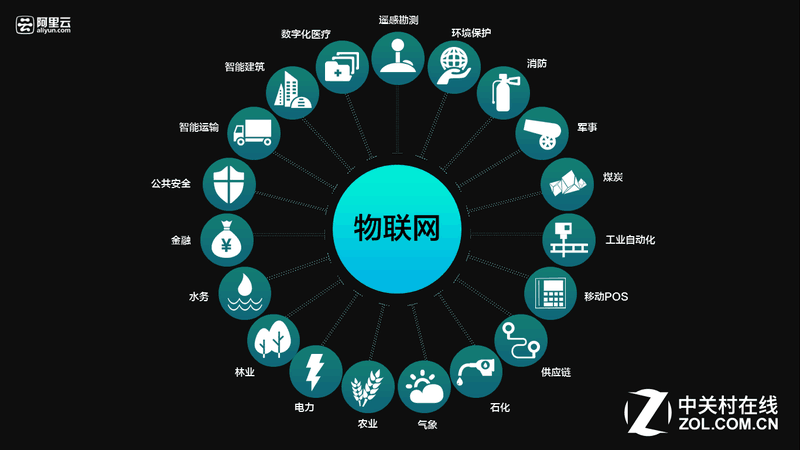 阿里云
aliyun.com
遥感勘测
数字化医疗
环境保护
智能建筑
消防
智能运输
军事
公共安全
煤炭
物联网
金融
¥
工业自动化
水务
移动POS
林业
供应链
电力
石化
农业
气象
Z
中关村在线
ZOL.COM.CN